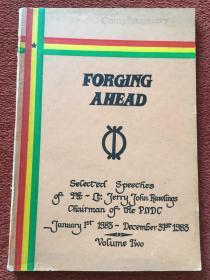 Complimentary
FORGING
AHEAD
Selected Speeches
of Flt-Lt. Jerry John Rawlings
Chairman of the PNDC
January 1st 1983 - December 31st 1983
Volume Two